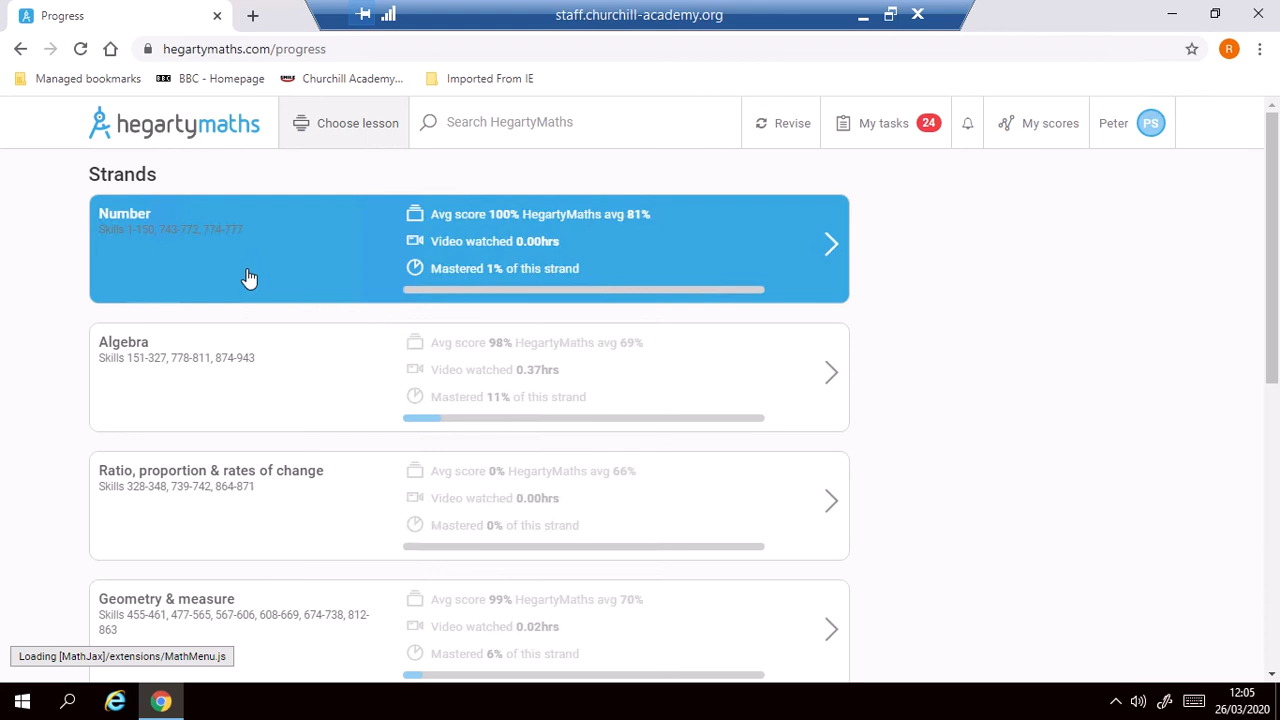 Progress
staff.churchill-academy.org
hegartymaths.com/progress
R
Managed bookmarks
BBC - Homepage
Churchill Academy...
Imported From IE
hegartymaths
Choose lesson
Search HegartyMaths
Revise
My tasks 24
My scores
Peter PS
Strands
Number
Skills 1-150, 743-772, 774-777
Avg score 100% HegartyMaths avg 81%
Video watched 0.00hrs
Mastered 1% of this strand
Algebra
Skills 151-327, 778-811, 874-943
Avg score 98% HegartyMaths avg 69%
Video watched 0.37hrs
Mastered 11% of this strand
Ratio, proportion & rates of change
Skills 328-348, 739-742, 864-871
Avg score 0% HegartyMaths avg 66%
Video watched 0.00hrs
Mastered 0% of this strand
Geometry & measure
Skills 455-461, 477-565, 567-606, 608-669, 674-738, 812-
863
Avg score 99% HegartyMaths avg 70%
Video watched 0.02hrs
Mastered 6% of this strand
Loading [MathJax]/extensions/MathMenu.js
12:05
26/03/2020